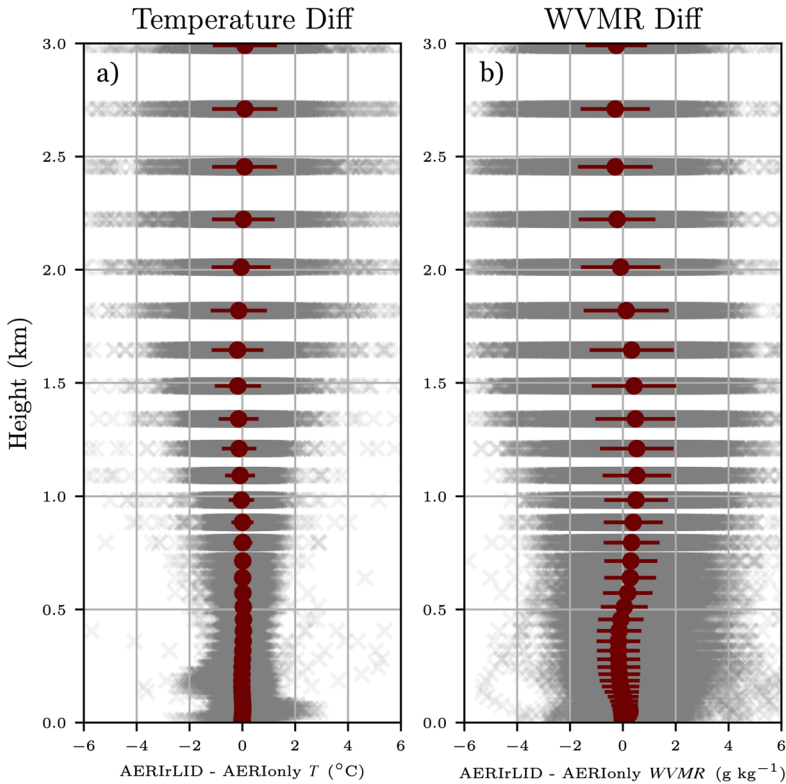 Temperature Diff
WVMR Diff
a)
b)
Height (km)
3.0
2.5
2.0
1.5
1.0
0.5
0.0
−6 −4 −2 0 2 4 6
AERIrLID - AERIonly T (°C)
3.0
2.5
2.0
1.5
1.0
0.5
0.0
−6 −4 −2 0 2 4 6
AERIrLID - AERIonly WVMR (g kg⁻¹)